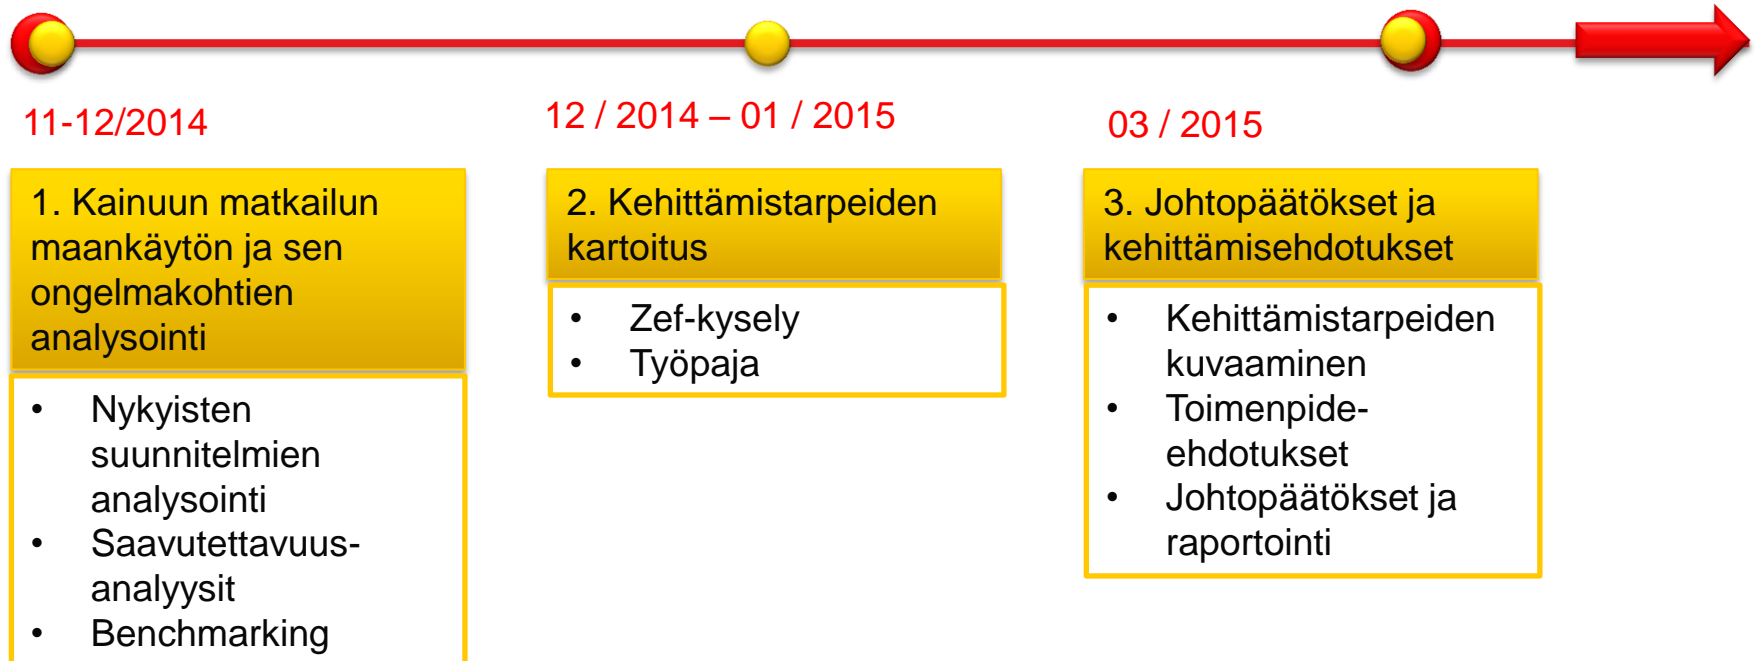 11-12/2014
1. Kainuun matkailun
maankäytön ja sen
ongelmakohtien
analysointi
• Nykyisten
suunnitelmien
analysointi
• Saavutettavuus-
analyysit
• Benchmarking
12 / 2014 – 01 / 2015
2. Kehittämistarpeiden
kartoitus
• Zef-kysely
• Työpaja
03 / 2015
3. Johtopäätökset ja
kehittämisehdotukset
• Kehittämistarpeiden
kuvaaminen
• Toimenpide-
ehdotukset
• Johtopäätökset ja
raportointi